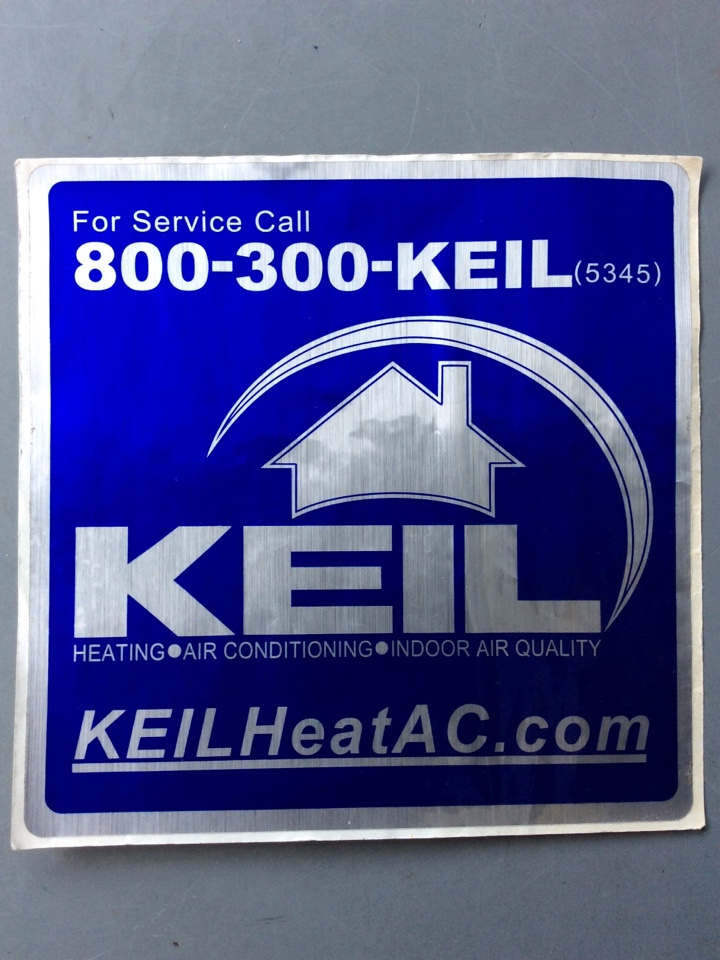 For Service Call
800-300-KEIL(5345)
KEIL
HEATING●AIR CONDITIONING●INDOOR AIR QUALITY
KEILHeatAC.com